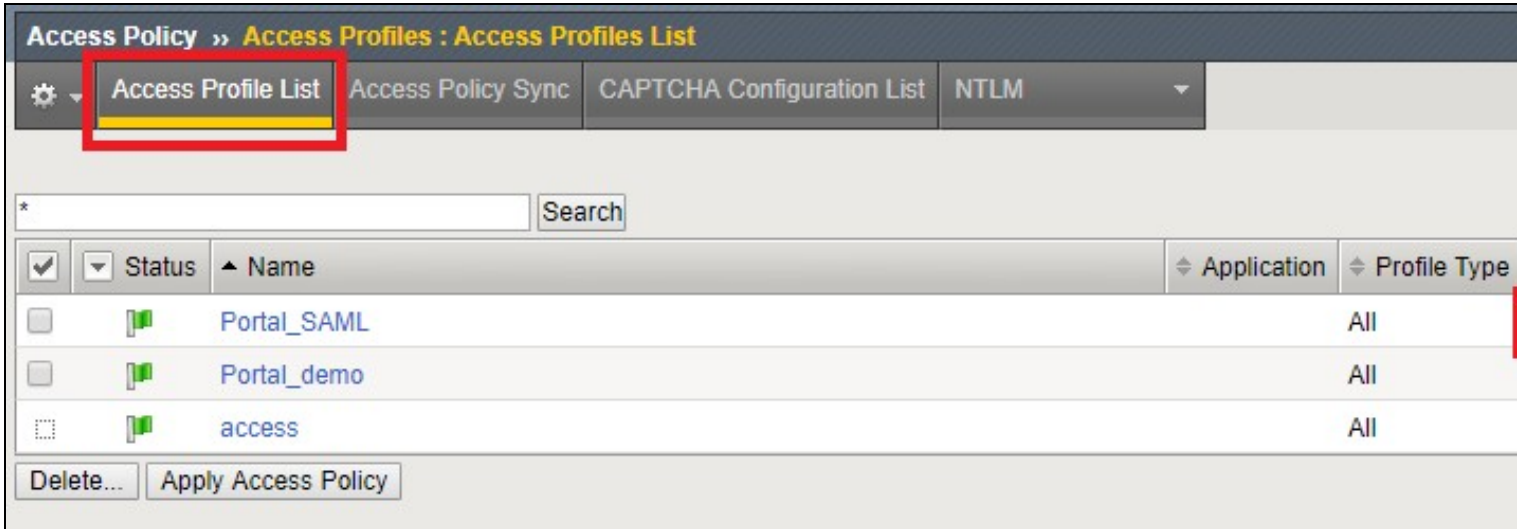 Access Policy ›› Access Profiles : Access Profiles List
Access Profile List Access Policy Sync CAPTCHA Configuration List NTLM
* Search
Status Name Application Profile Type
Portal_SAML All
Portal_demo All
access All
Delete... Apply Access Policy